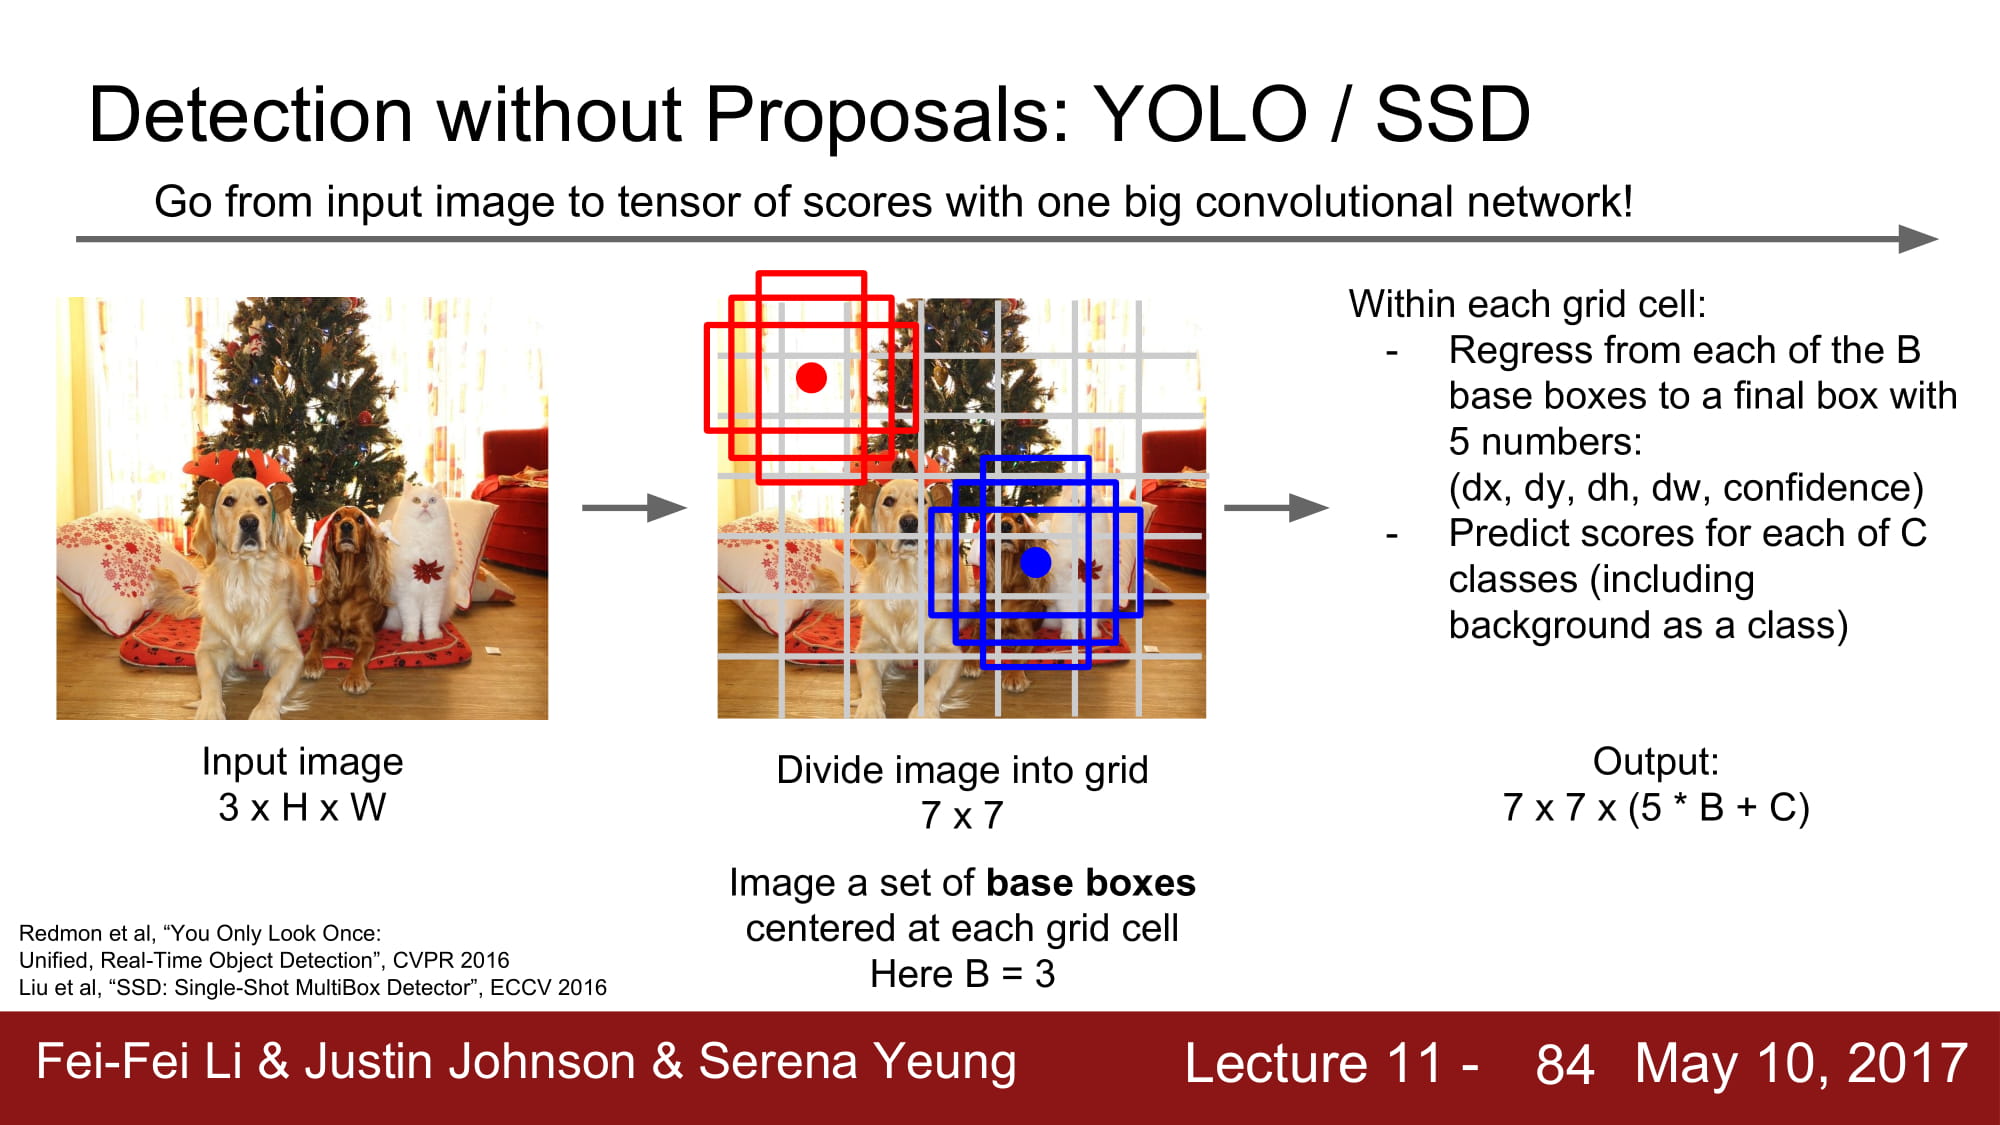 Detection without Proposals: YOLO / SSD
Go from input image to tensor of scores with one big convolutional network!
Input image
3 x H x W
Divide image into grid
7 x 7
Image a set of base boxes
centered at each grid cell
Here B = 3
Within each grid cell:
- Regress from each of the B
base boxes to a final box with
5 numbers:
(dx, dy, dh, dw, confidence)
- Predict scores for each of C
classes (including
background as a class)
Output:
7 x 7 x (5 * B + C)
Redmon et al, “You Only Look Once:
Unified, Real-Time Object Detection”, CVPR 2016
Liu et al, “SSD: Single-Shot MultiBox Detector”, ECCV 2016
Fei-Fei Li & Justin Johnson & Serena Yeung
Lecture 11 - 84 May 10, 2017